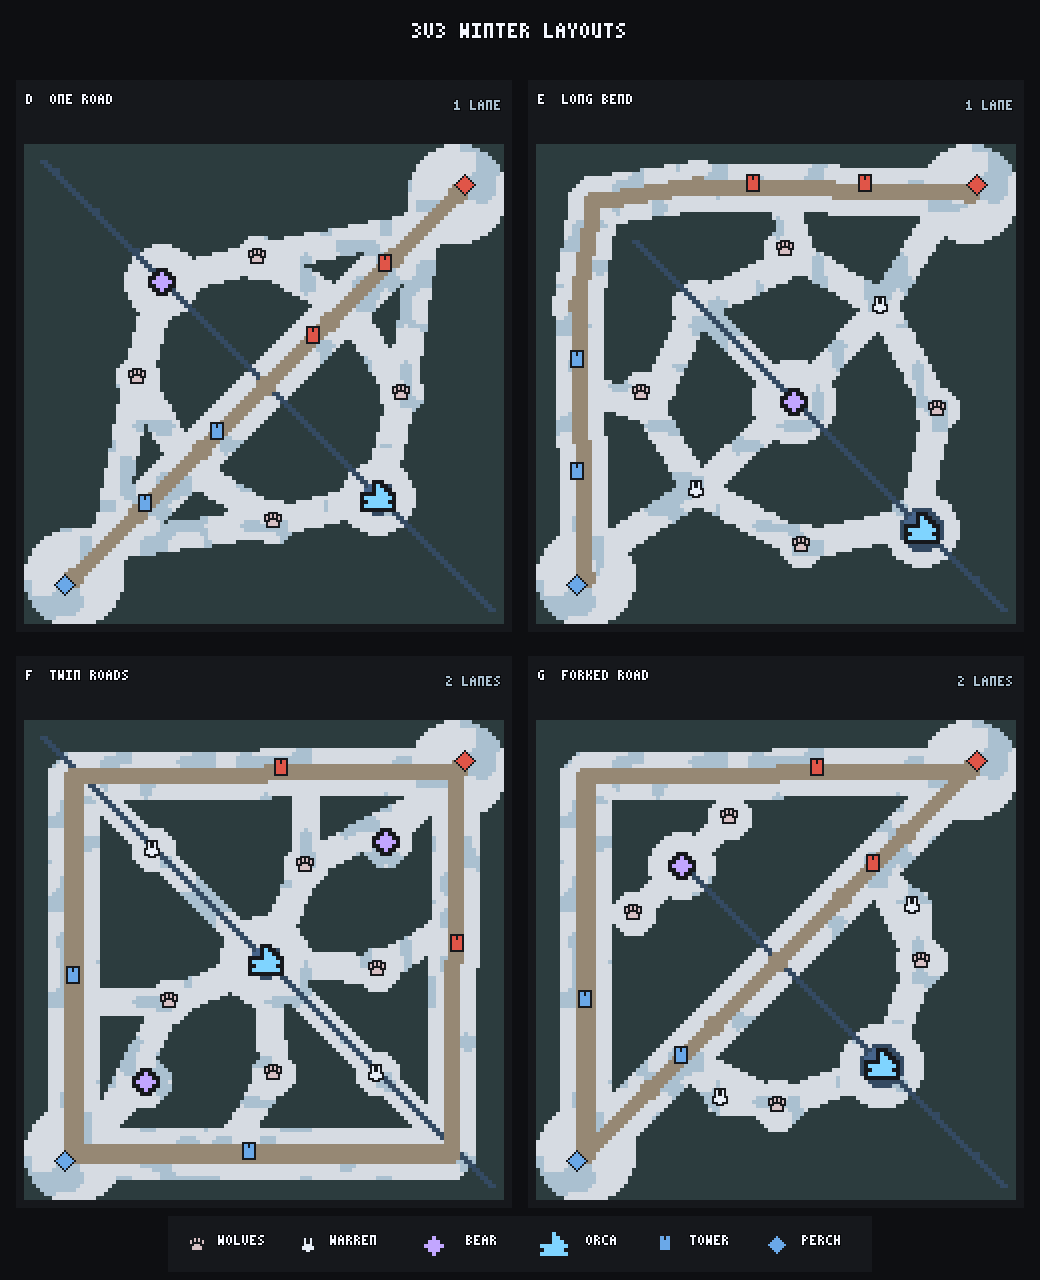 3V3 WINTER LAYOUTS
D ONE ROAD
1 LANE
E LONG BEND
1 LANE
F TWIN ROADS
2 LANES
G FORKED ROAD
2 LANES
WOLVES WARREN BEAR ORCA TOWER PERCH